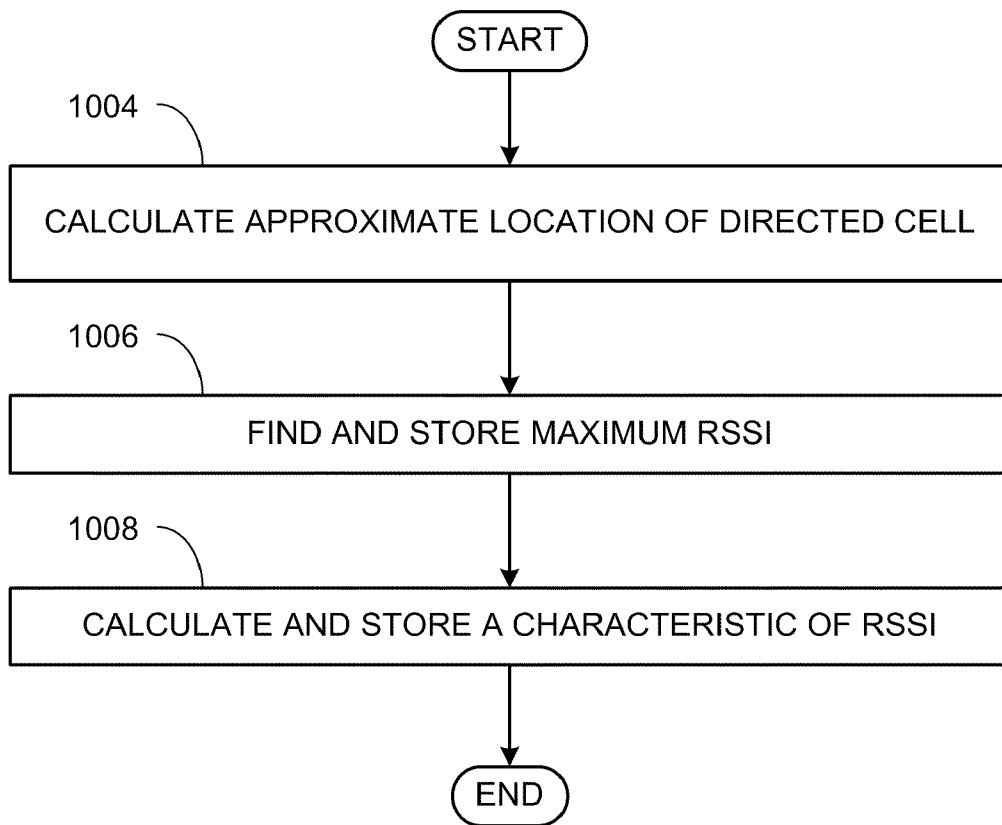 START
1004
CALCULATE APPROXIMATE LOCATION OF DIRECTED CELL
1006
FIND AND STORE MAXIMUM RSSI
1008
CALCULATE AND STORE A CHARACTERISTIC OF RSSI
END